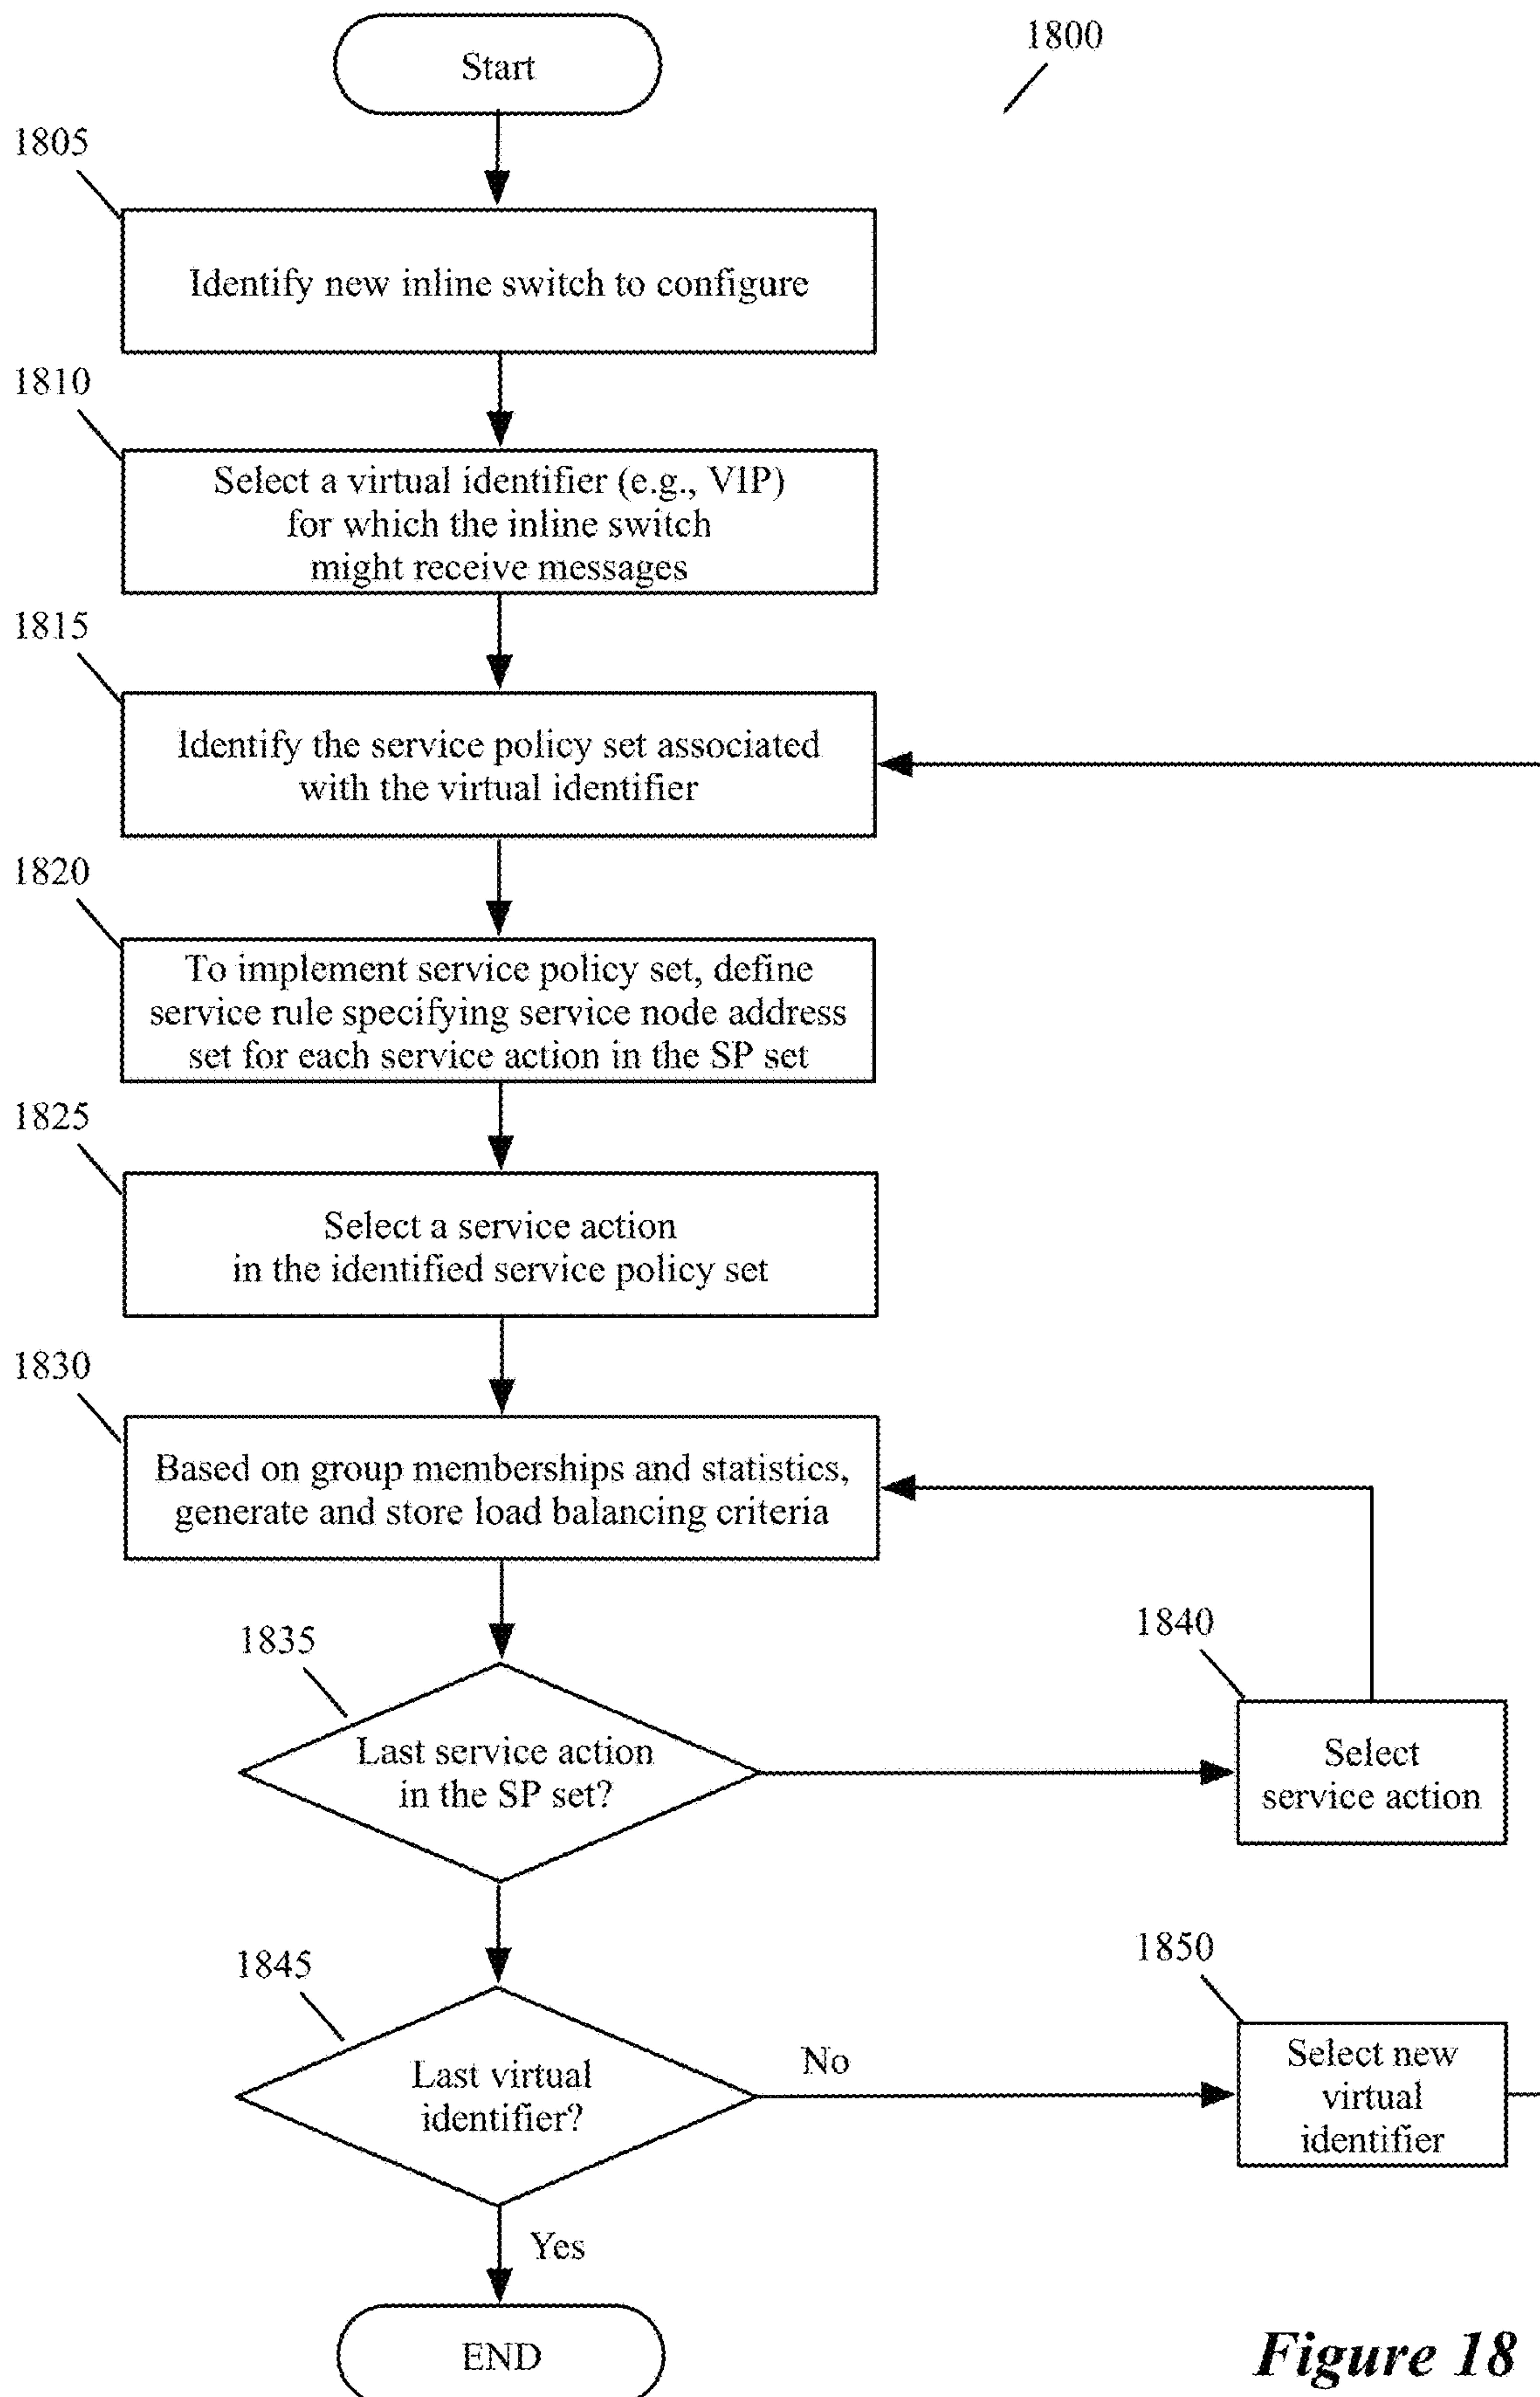 Start
1800
1805
Identify new inline switch to configure
1810
Select a virtual identifier (e.g., VIP)
for which the inline switch
might receive messages
1815
Identify the service policy set associated
with the virtual identifier
1820
To implement service policy set, define
service rule specifying service node address
set for each service action in the SP set
1825
Select a service action
in the identified service policy set
1830
Based on group memberships and statistics,
generate and store load balancing criteria
1835
Last service action
in the SP set?
1840
Select
service action
1845
Last virtual
identifier?
No
1850
Select new
virtual
identifier
Yes
END
Figure 18